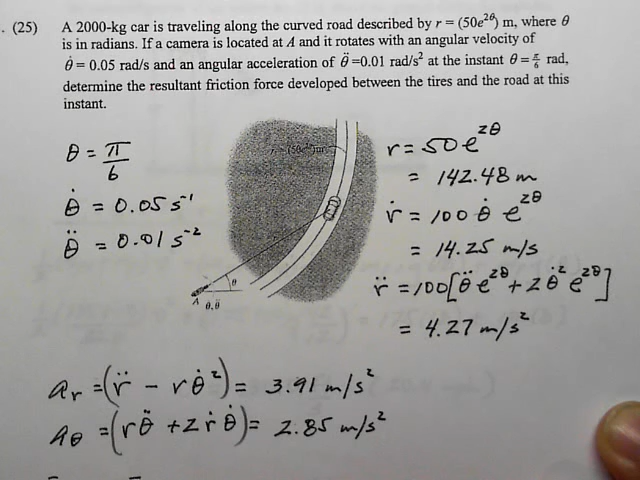 . (25) A 2000-kg car is traveling along the curved road described by r = (50e^{2θ}) m, where θ
is in radians. If a camera is located at A and it rotates with an angular velocity of
θ̇ = 0.05 rad/s and an angular acceleration of θ̈ =0.01 rad/s² at the instant θ = π/6 rad,
determine the resultant friction force developed between the tires and the road at this
instant.
θ = π/6
θ̇ = 0.05 s⁻¹
θ̈ = 0.01 s⁻²
r = (50e^{2θ}) m
θ
A
θ̇, θ̈
r = 50 e^{2θ}
= 142.48 m
ṙ = 100 θ̇ e^{2θ}
= 14.25 m/s
r̈ = 100[θ̈ e^{2θ} + 2 θ̇² e^{2θ}]
= 4.27 m/s²
a_r = (r̈ - r θ̇²) = 3.91 m/s²
a_θ = (r θ̈ + 2 ṙ θ̇) = 2.85 m/s²